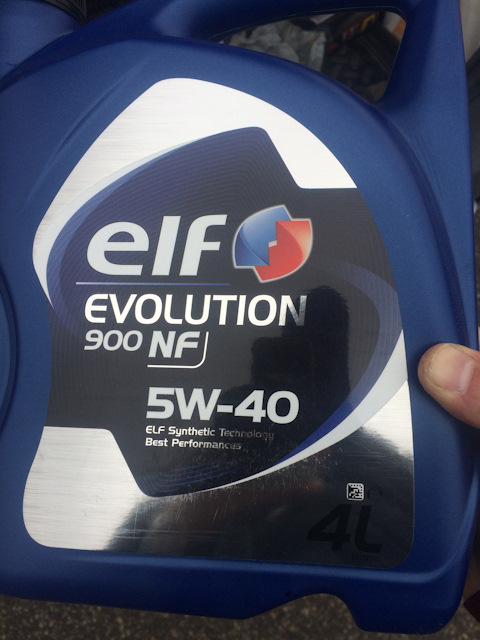 elf
EVOLUTION
900 NF
5W-40
ELF Synthetic Technology
Best Performances
4L